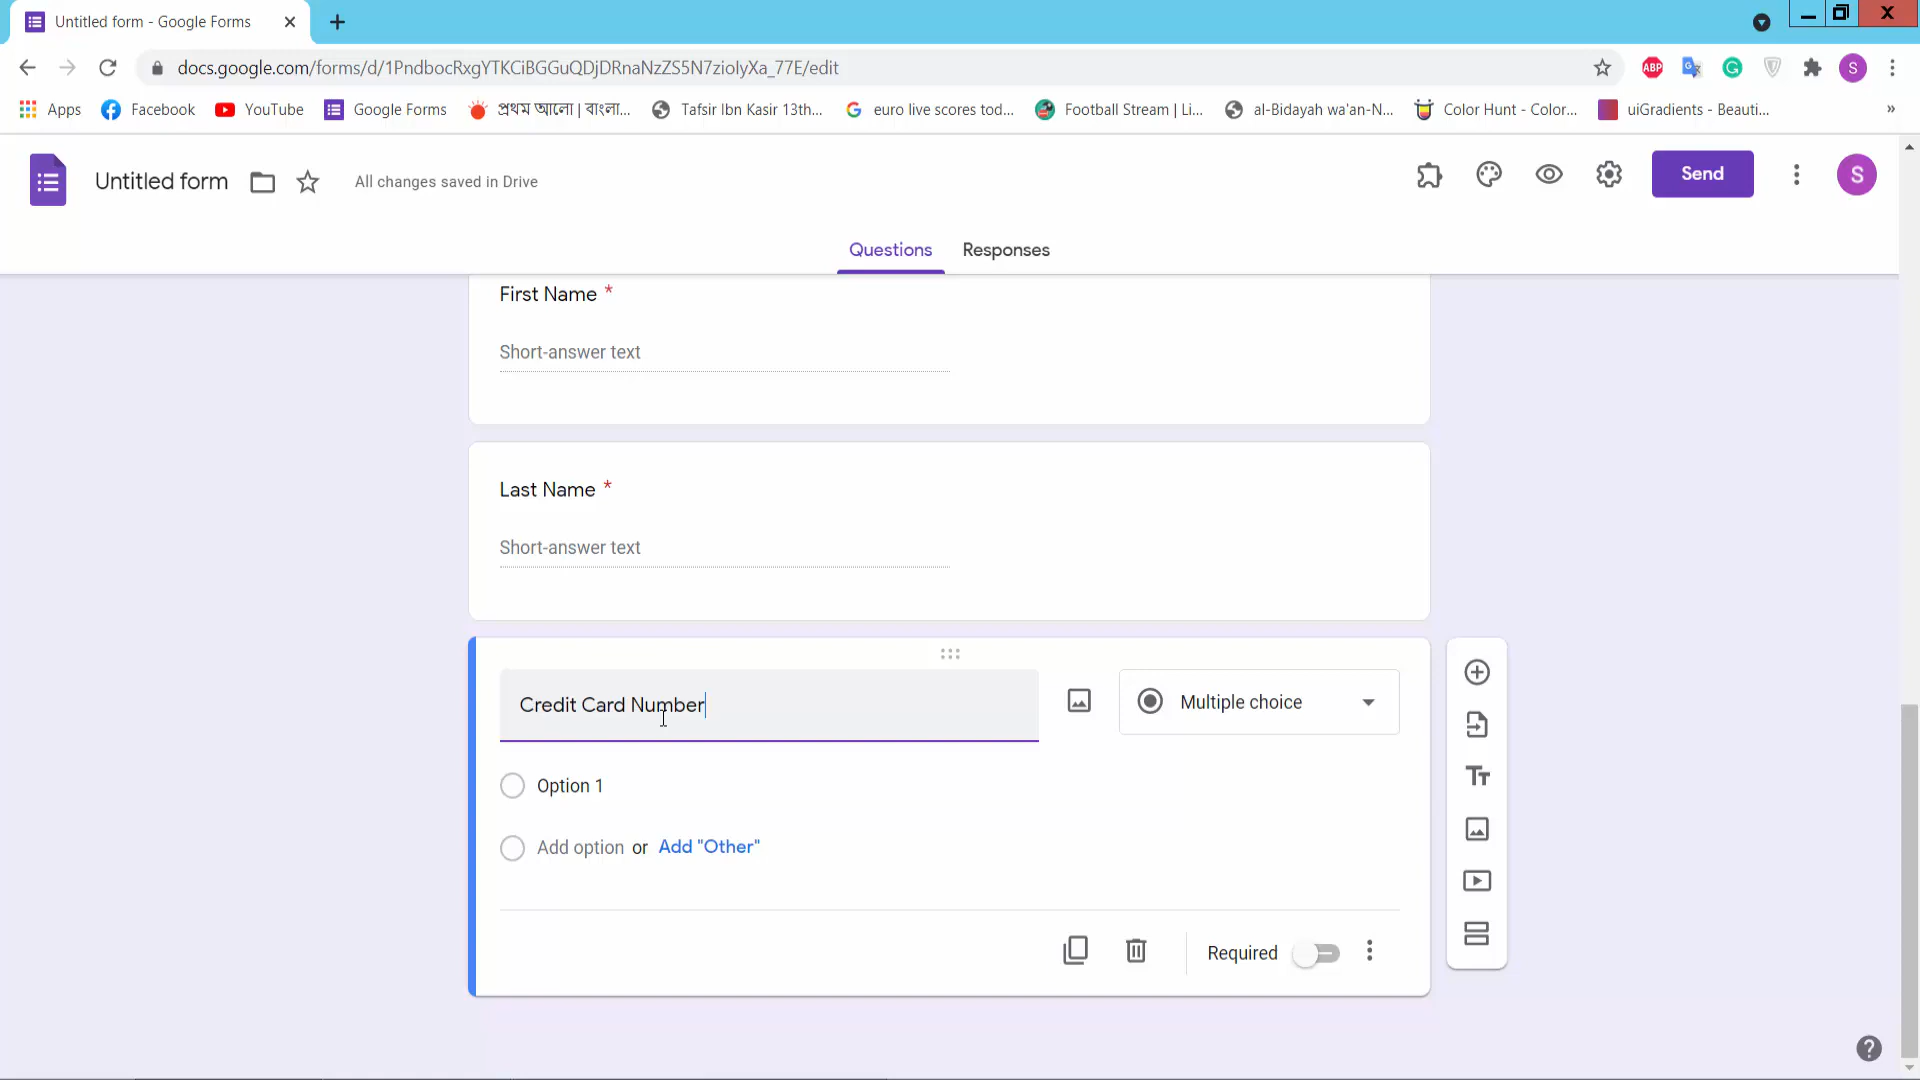 Untitled form - Google Forms
docs.google.com/forms/d/1PndbocRxgYTKCiBGGuQDjDRnaNzZS5N7ziolyXa_77E/edit
ABP
S
Apps
Facebook
YouTube
Google Forms
প্রথম আলো | বাংলা...
Tafsir Ibn Kasir 13th...
euro live scores tod...
Football Stream | Li...
al-Bidayah wa'an-N...
Color Hunt - Color...
uiGradients - Beauti...
»
Untitled form
All changes saved in Drive
Send
S
Questions
Responses
First Name *
Short-answer text
Last Name *
Short-answer text
Credit Card Number
Multiple choice
Option 1
Add option or Add "Other"
Required